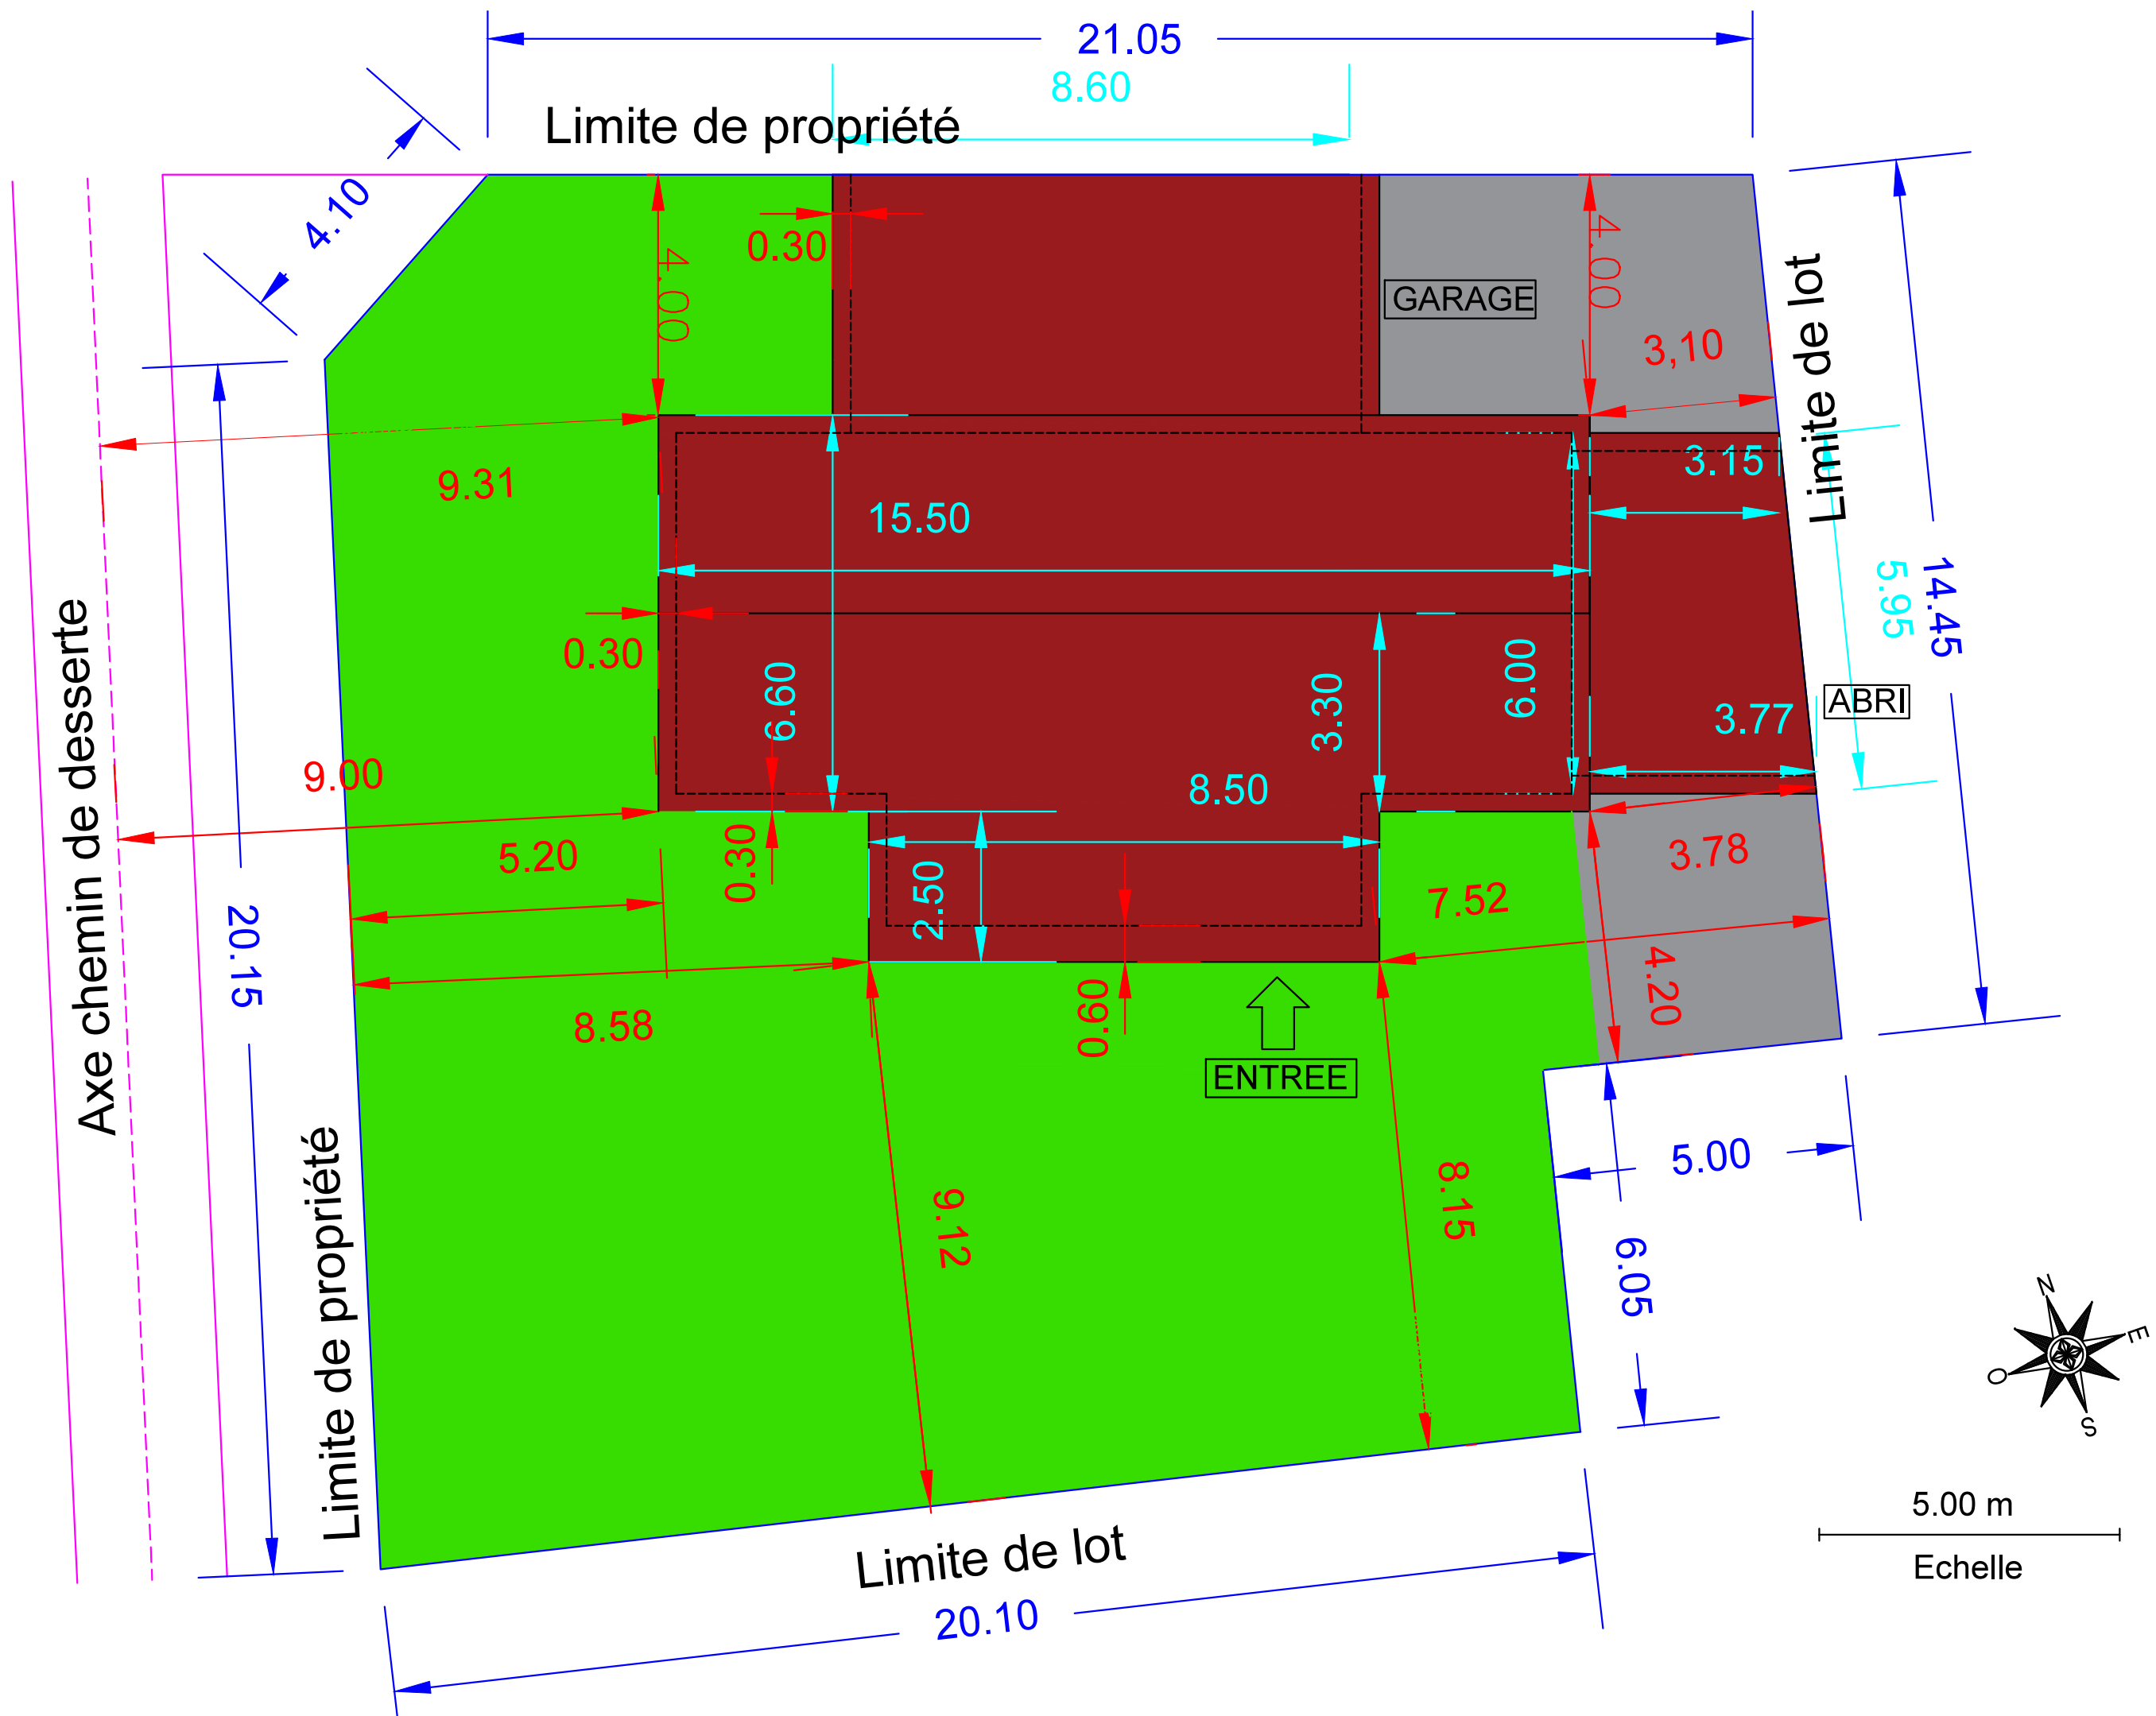 21.05
8.60
Limite de propriété
4.10
0.30
4.00
GARAGE
4.00
3,10
Limite de lot
9.31
3.15
15.50
5.95
14.45
0.30
6.60
3.30
6.00
ABRI
3.77
Axe chemin de desserte
9.00
8.50
5.20
0.30
2.50
3.78
7.52
20.15
8.58
0.60
4.20
ENTREE
5.00
Limite de propriété
9.12
8.15
6.05
N
E
O
S
5.00 m
Echelle
Limite de lot
20.10